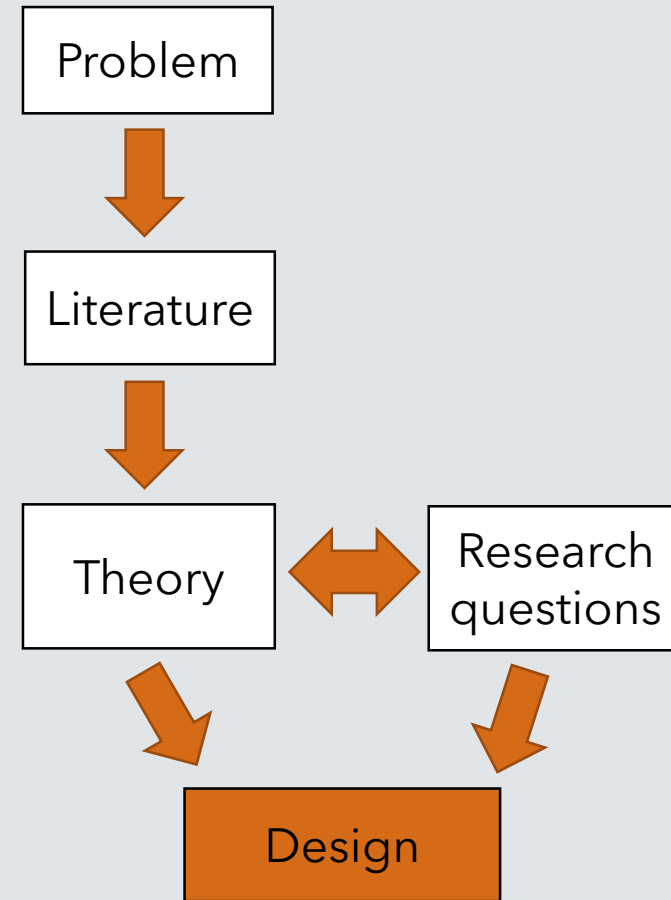 Problem
Literature
Theory
Research
questions
Design